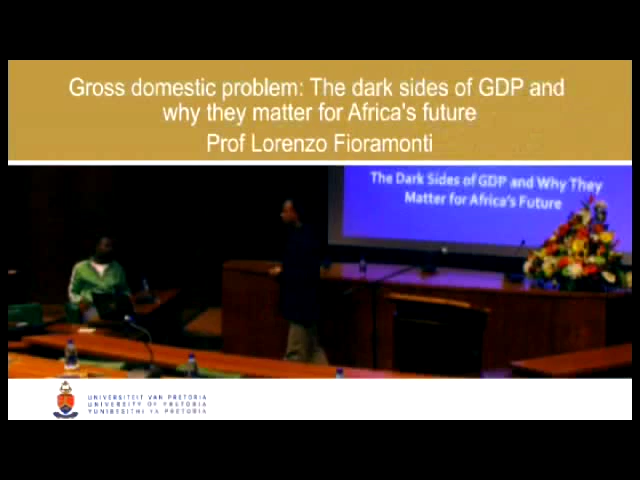 Gross domestic problem: The dark sides of GDP and
why they matter for Africa's future
Prof Lorenzo Fioramonti
The Dark Sides of GDP and Why They
Matter for Africa's Future
UNIVERSITEIT VAN PRETORIA
UNIVERSITY OF PRETORIA
YUNIBESITHI YA PRETORIA